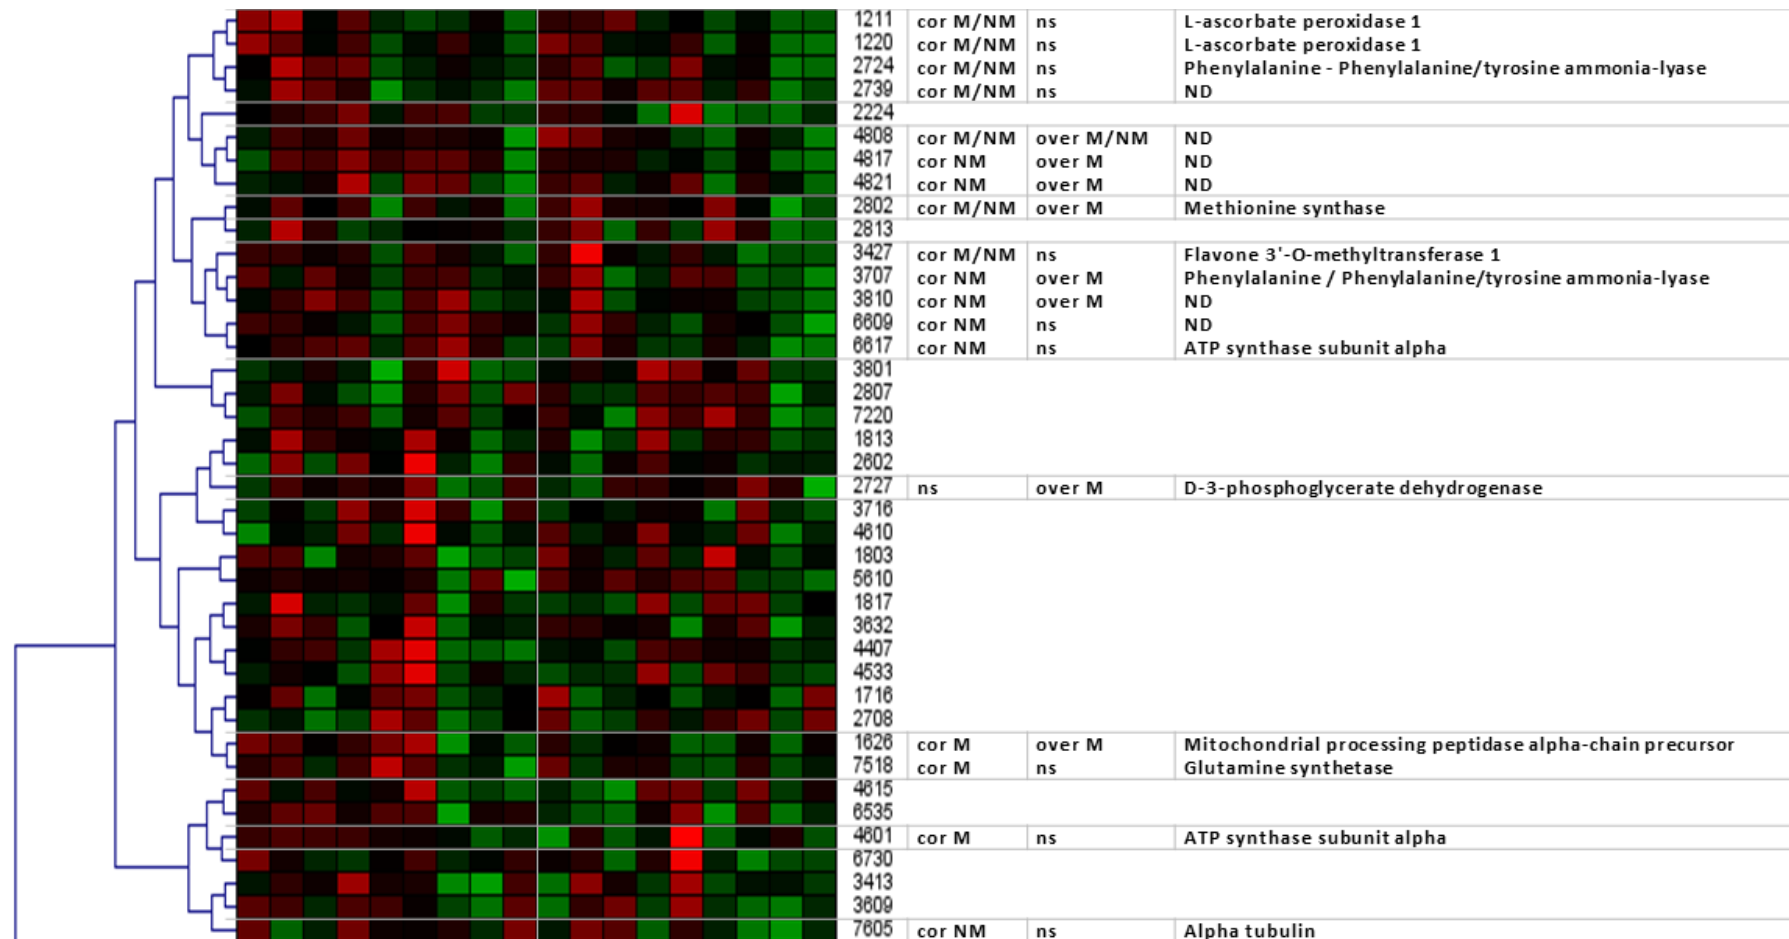 1211 cor M/NM ns L-ascorbate peroxidase 1
1220 cor M/NM ns L-ascorbate peroxidase 1
2724 cor M/NM ns Phenylalanine - Phenylalanine/tyrosine ammonia-lyase
2739 cor M/NM ns ND
2224
4808 cor M/NM over M/NM ND
4817 cor NM over M ND
4821 cor NM over M ND
2802 cor M/NM over M Methionine synthase
2813
3427 cor M/NM ns Flavone 3'-O-methyltransferase 1
3707 cor NM over M Phenylalanine / Phenylalanine/tyrosine ammonia-lyase
3810 cor NM over M ND
6609 cor NM ns ND
6617 cor NM ns ATP synthase subunit alpha
3801
2807
7220
1813
2602
2727 ns over M D-3-phosphoglycerate dehydrogenase
3716
4610
1803
5610
1817
3632
4407
4533
1716
2708
1626 cor M over M Mitochondrial processing peptidase alpha-chain precursor
7518 cor M ns Glutamine synthetase
4615
6535
4601 cor M ns ATP synthase subunit alpha
6730
3413
3609
7605 cor NM ns Alpha tubulin